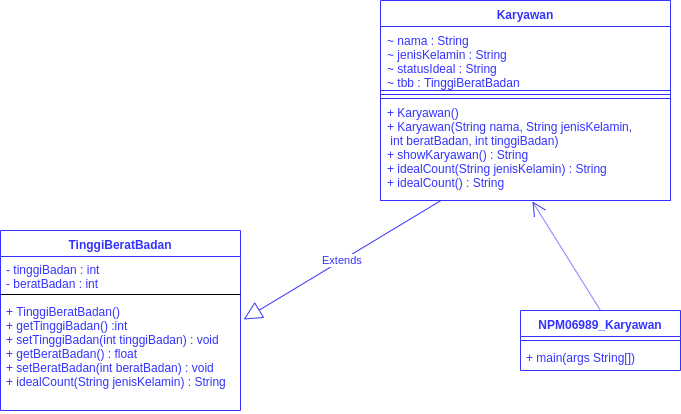 Karyawan
~ nama : String
~ jenisKelamin : String
~ statusIdeal : String
~ tbb : TinggiBeratBadan
+ Karyawan()
+ Karyawan(String nama, String jenisKelamin,
int beratBadan, int tinggiBadan)
+ showKaryawan() : String
+ idealCount(String jenisKelamin) : String
+ idealCount() : String
Extends
TinggiBeratBadan
- tinggiBadan : int
- beratBadan : int
+ TinggiBeratBadan()
+ getTinggiBadan() :int
+ setTinggiBadan(int tinggiBadan) : void
+ getBeratBadan() : float
+ setBeratBadan(int beratBadan) : void
+ idealCount(String jenisKelamin) : String
NPM06989_Karyawan
+ main(args String[])